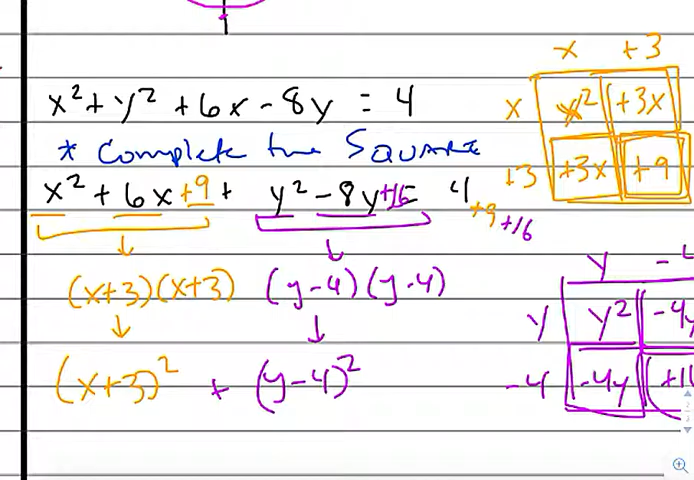 x² + y² + 6x - 8y = 4
* Complete the SQUARE
x² + 6x +9 + y² - 8y +16 = 4 +9 +16
(x+3)(x+3) (y-4)(y-4)
(x+3)² + (y-4)²
x +3
x x² +3x
+3 +3x +9
y
y y² -4y
-4 -4y